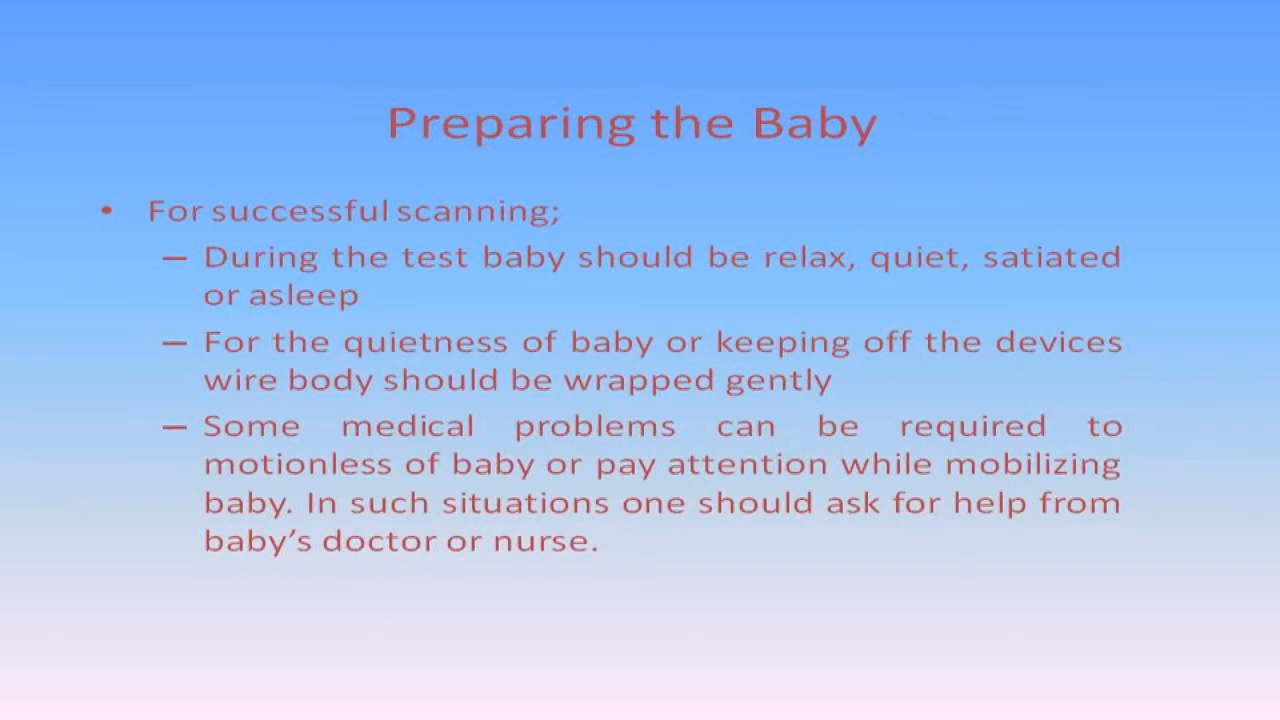 Preparing the Baby
• For successful scanning;
– During the test baby should be relax, quiet, satiated
or asleep
– For the quietness of baby or keeping off the devices
wire body should be wrapped gently
– Some medical problems can be required to
motionless of baby or pay attention while mobilizing
baby. In such situations one should ask for help from
baby’s doctor or nurse.